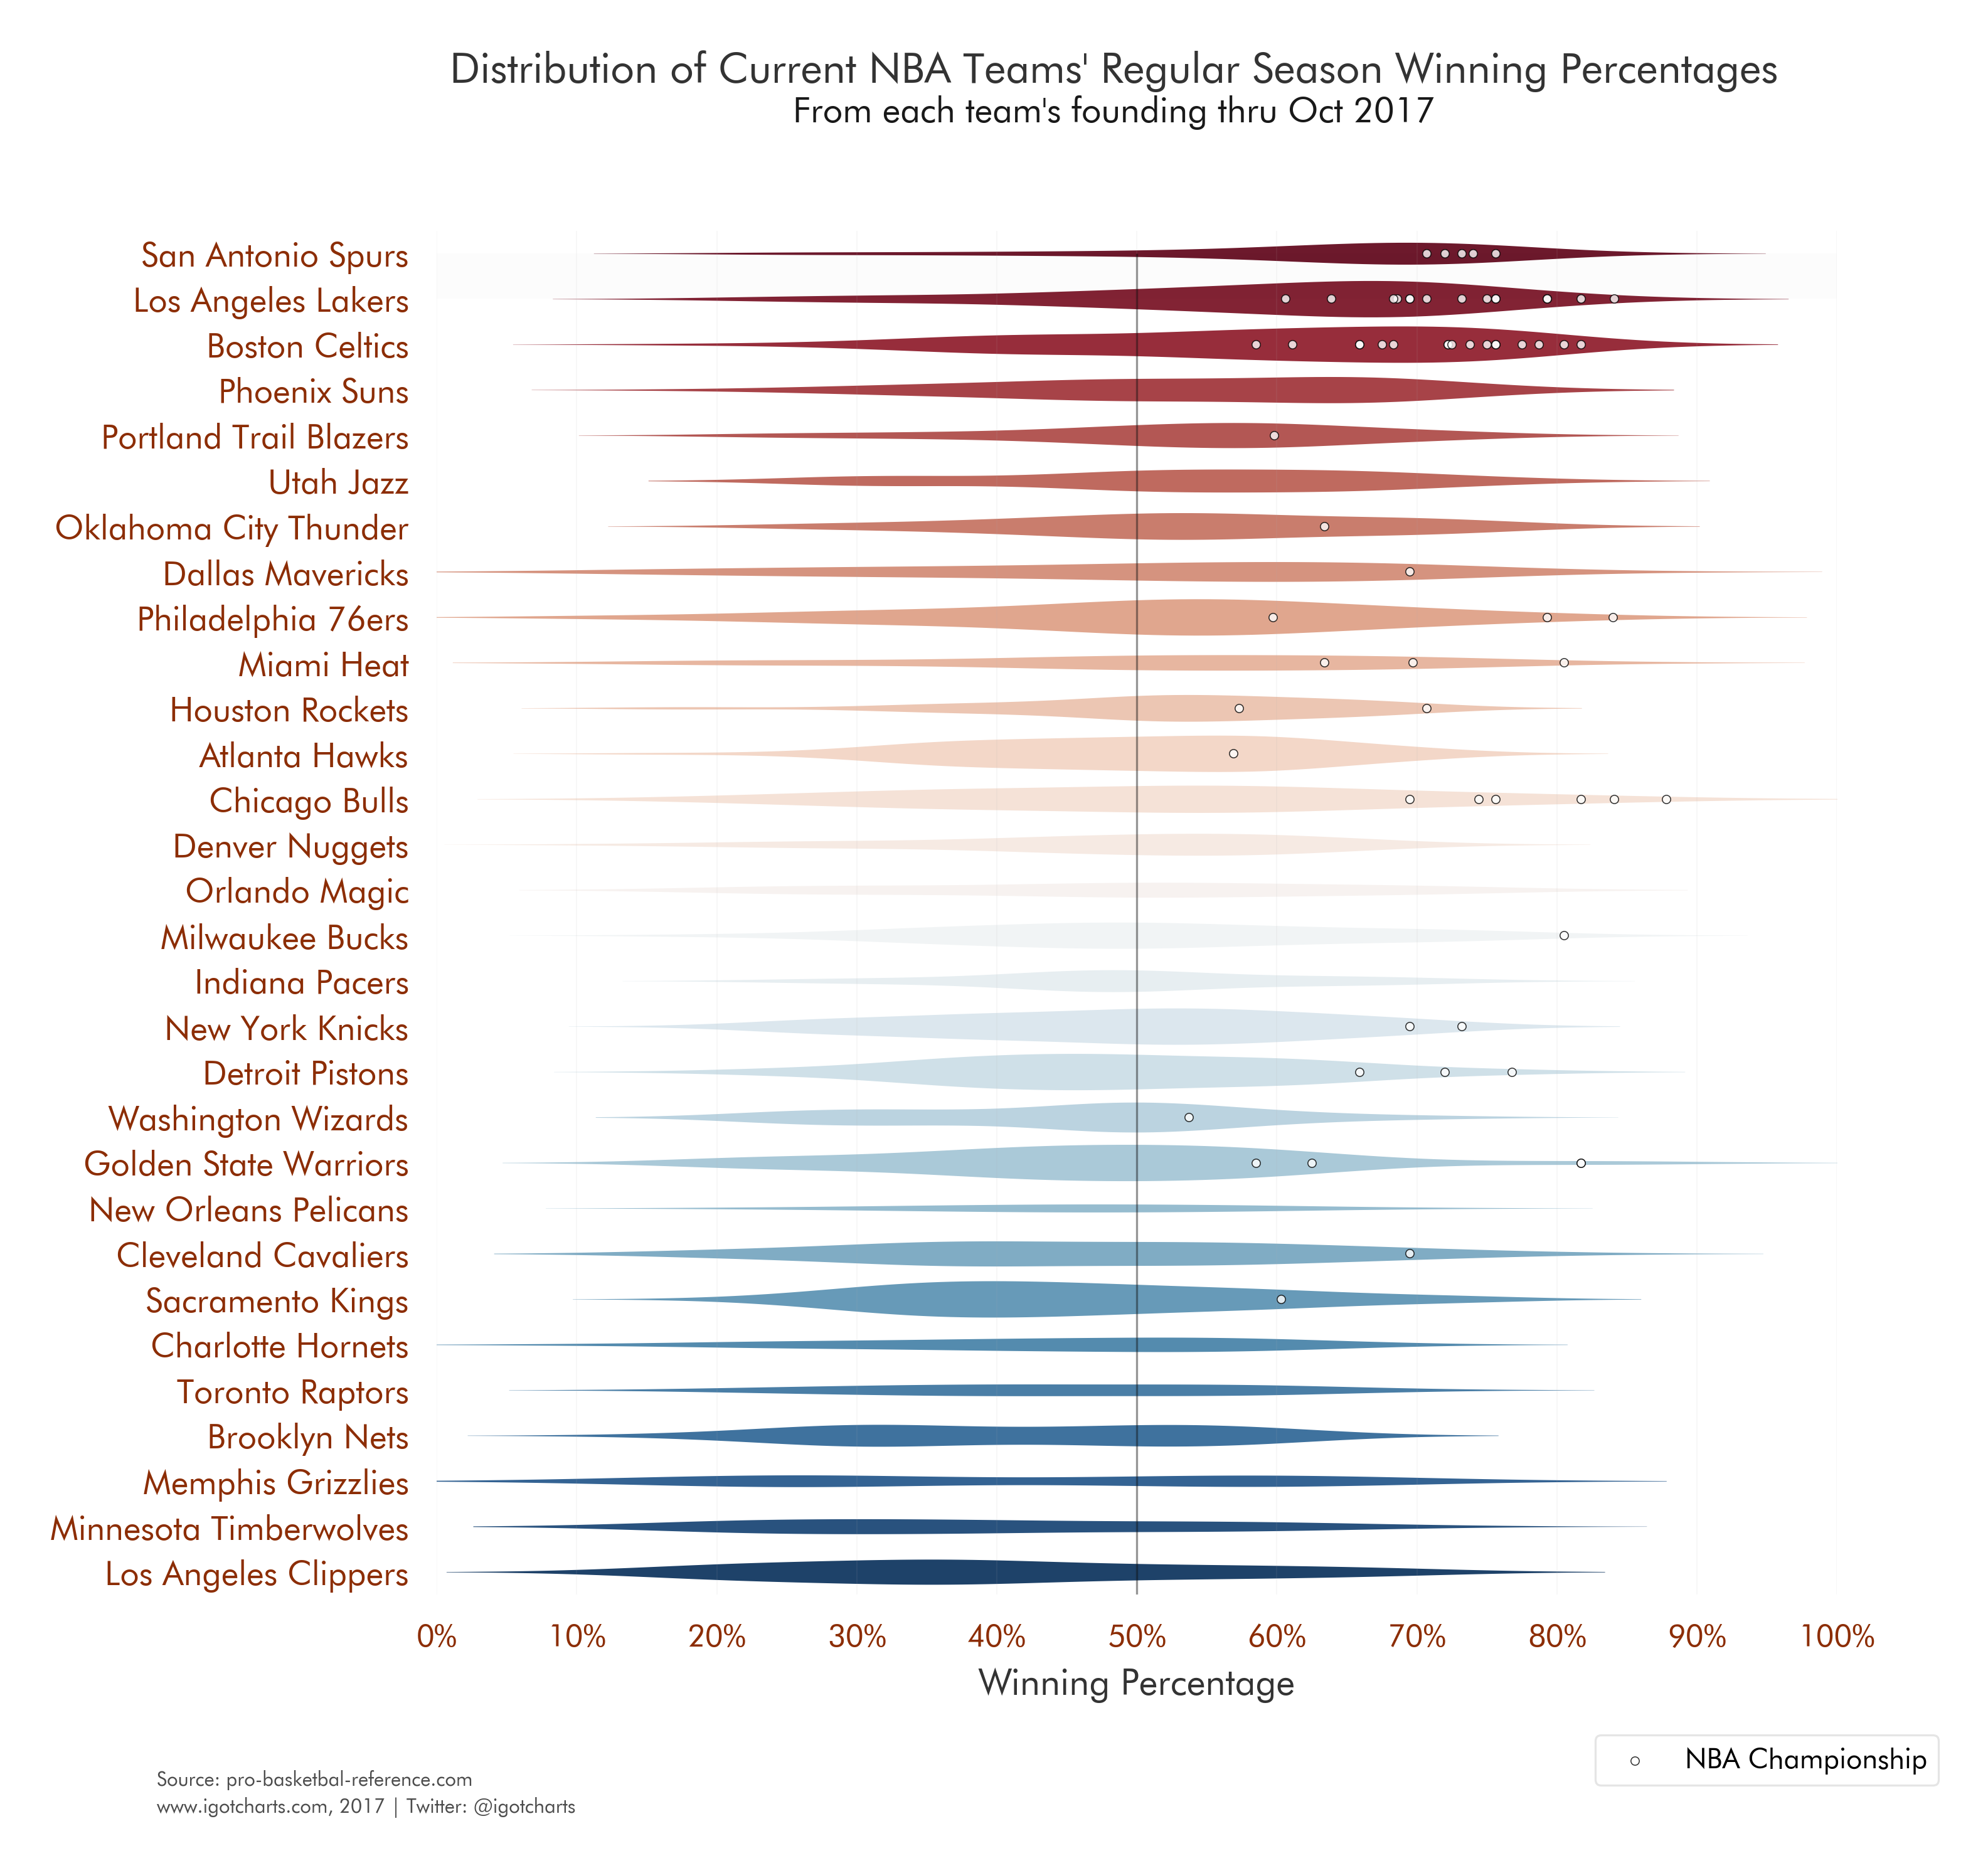 Distribution of Current NBA Teams' Regular Season Winning Percentages
From each team's founding thru Oct 2017
San Antonio Spurs
Los Angeles Lakers
Boston Celtics
Phoenix Suns
Portland Trail Blazers
Utah Jazz
Oklahoma City Thunder
Dallas Mavericks
Philadelphia 76ers
Miami Heat
Houston Rockets
Atlanta Hawks
Chicago Bulls
Denver Nuggets
Orlando Magic
Milwaukee Bucks
Indiana Pacers
New York Knicks
Detroit Pistons
Washington Wizards
Golden State Warriors
New Orleans Pelicans
Cleveland Cavaliers
Sacramento Kings
Charlotte Hornets
Toronto Raptors
Brooklyn Nets
Memphis Grizzlies
Minnesota Timberwolves
Los Angeles Clippers
0% 10% 20% 30% 40% 50% 60% 70% 80% 90% 100%
Winning Percentage
NBA Championship
Source: pro-basketbal-reference.com
www.igotcharts.com, 2017 | Twitter: @igotcharts